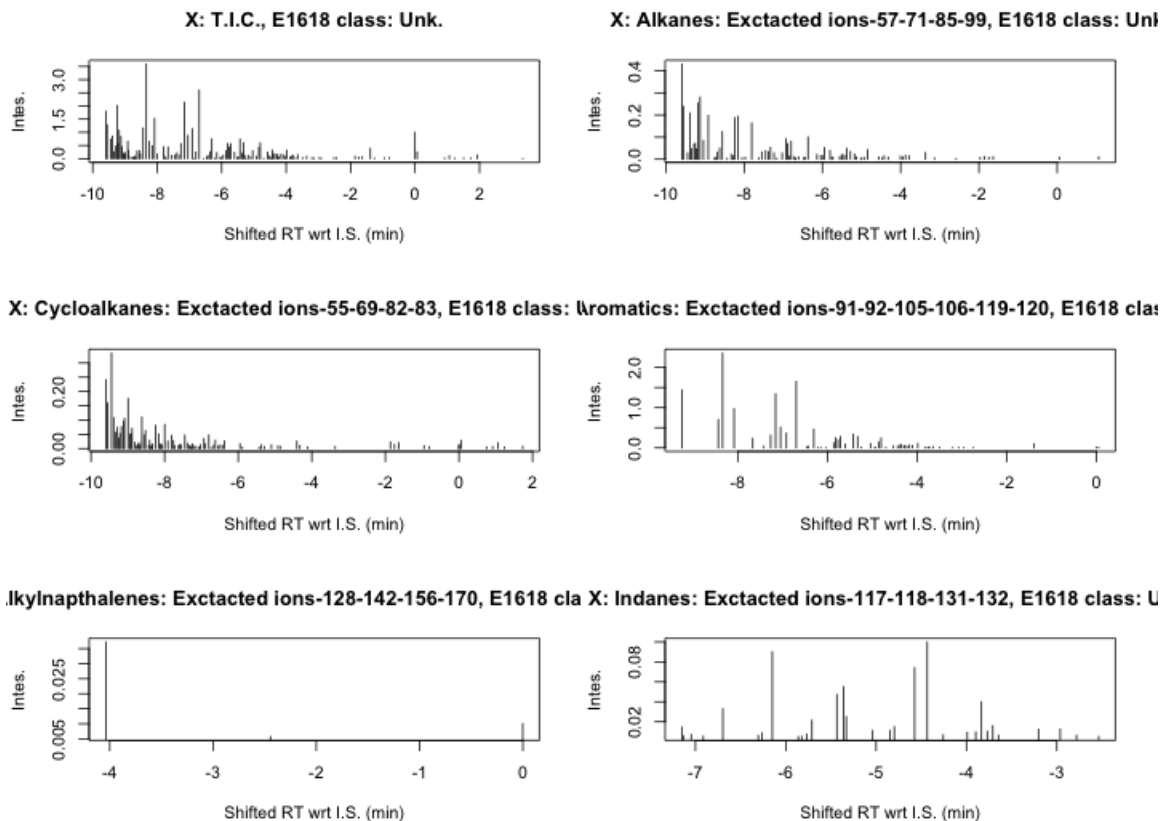 X: T.I.C., E1618 class: Unk.
X: Alkanes: Exctacted ions-57-71-85-99, E1618 class: Unk
Intes.
0.0 1.5 3.0
-10 -8 -6 -4 -2 0 2
Shifted RT wrt I.S. (min)
Intes.
0.0 0.2 0.4
-8 -6 -4 -2 0
Shifted RT wrt I.S. (min)
X: Cycloalkanes: Exctacted ions-55-69-82-83, E1618 class: U
Aromatics: Exctacted ions-91-92-105-106-119-120, E1618 clas
Intes.
0.00 0.20
-10 -8 -6 -4 -2 0 2
Shifted RT wrt I.S. (min)
Intes.
0.0 1.0 2.0
-8 -6 -4 -2 0
Shifted RT wrt I.S. (min)
lkylnapthalenes: Exctacted ions-128-142-156-170, E1618 cla
X: Indanes: Exctacted ions-117-118-131-132, E1618 class: U
Intes.
0.005 0.025
-4 -3 -2 -1 0
Shifted RT wrt I.S. (min)
Intes.
0.02 0.08
-7 -6 -5 -4 -3
Shifted RT wrt I.S. (min)